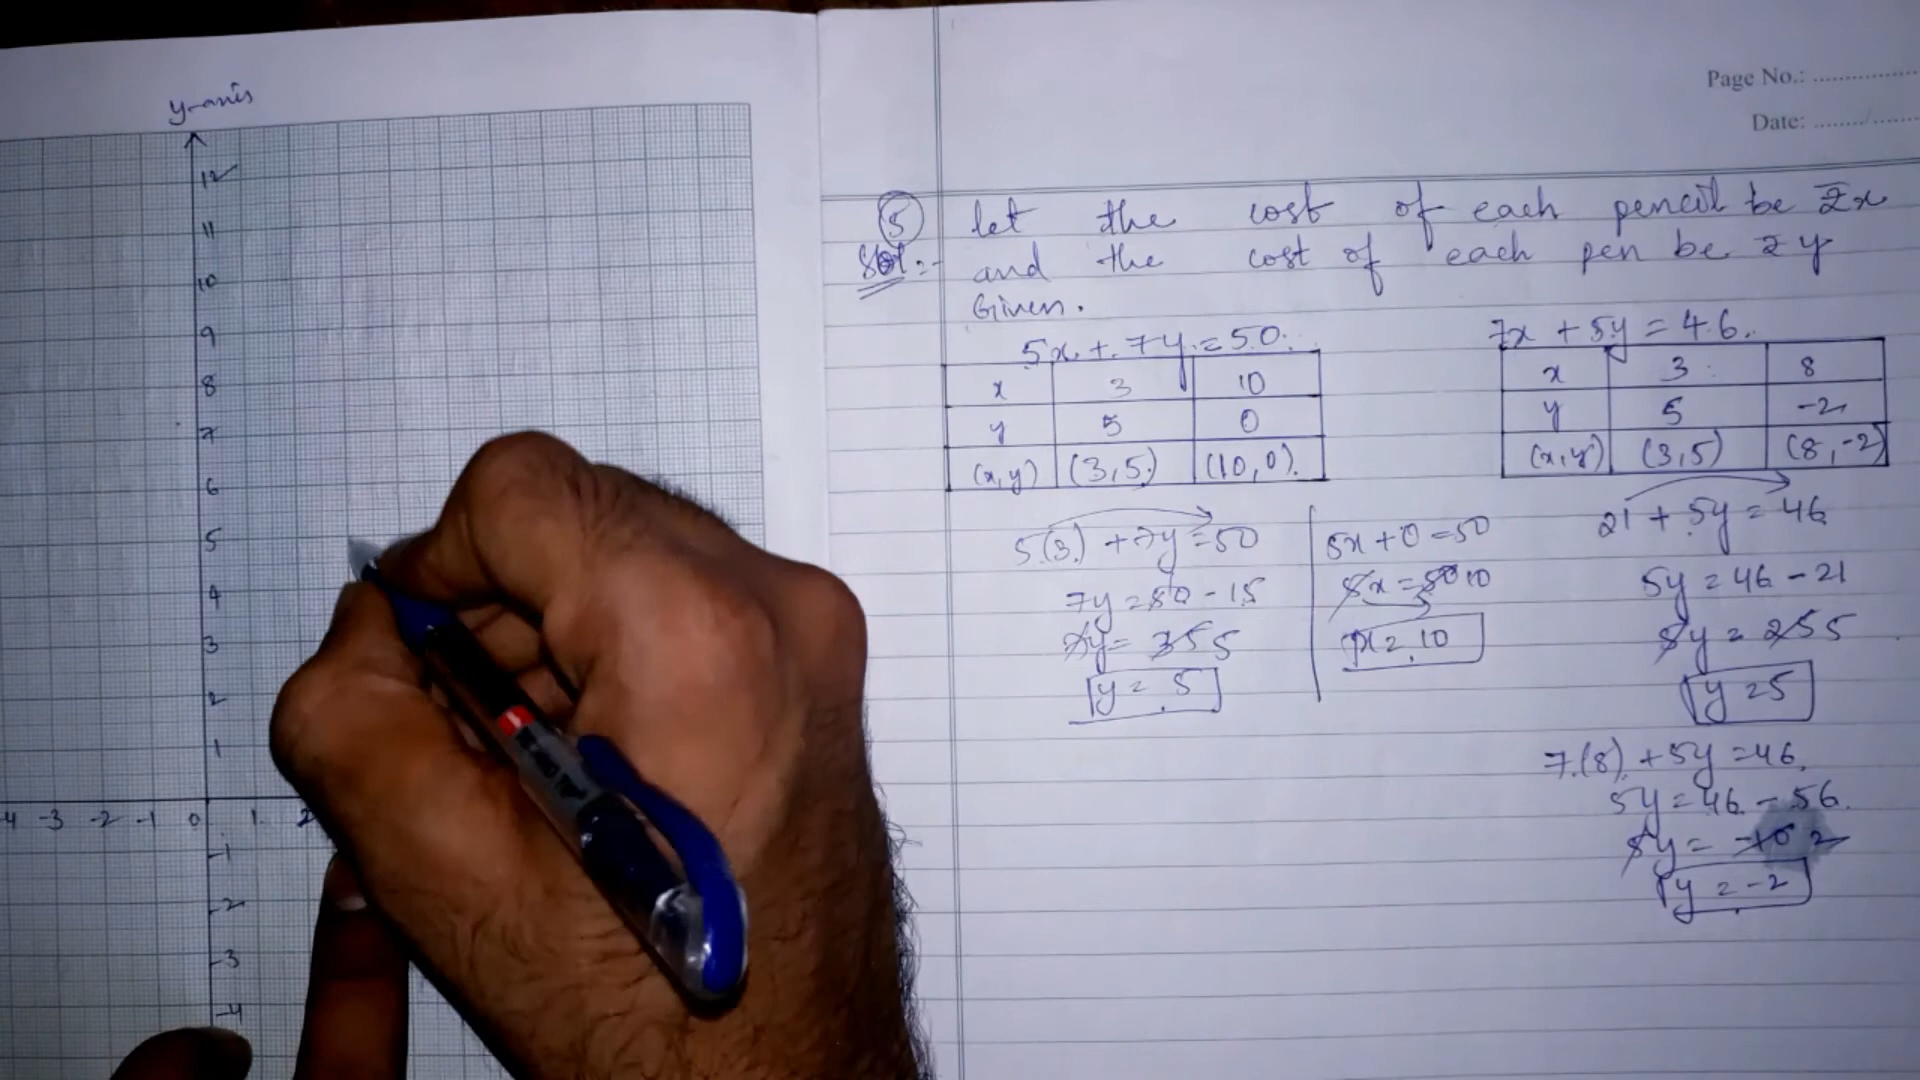 y-axis
12
11
10
9
8
7
6
5
4
3
2
1
-4 -3 -2 -1 0 1 2
-1
-2
-3
-4
Page No.: ..................
Date: ......../........
5 let the cost of each pencil be ₹x
Sol:- and the cost of each pen be ₹ y
Given.
5x + 7y = 50.
x 3 10
y 5 0
(x,y) (3,5) (10,0).
5(3) + 7y = 50
7y = 50 - 15
7y = 35 5
y = 5
5x + 0 = 50
5x = 50 10
x = 10
7x + 5y = 46.
x 3 8
y 5 -2
(x,y) (3,5) (8,-2)
21 + 5y = 46
5y = 46 - 21
5y = 25 5
y = 5
7(8) + 5y = 46
5y = 46 - 56.
5y = -10 2
y = -2